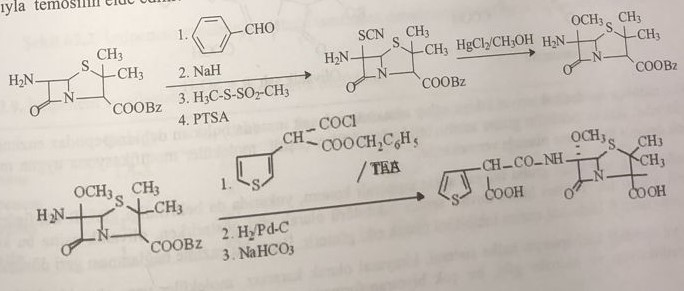 ıyla temosının elde
1. CHO SCN OCH₃
CH₃ CH₃ CH₃
H₂N S CH₃ 2. NaH H₂N S CH₃ HgCl₂/CH₃OH H₂N S CH₃
O N COOBz 3. H₃C-S-SO₂-CH₃ O N COOBz O N COOBz
4. PTSA
COCl
CH COOCH₂C₆H₅
OCH₃ CH₃ 1. S / TEA OCH₃ CH₃
H₂N S CH₃ CH-CO-NH S CH₃
O N COOBz 2. H₂/Pd-C S COOH O N COOH
3. NaHCO₃